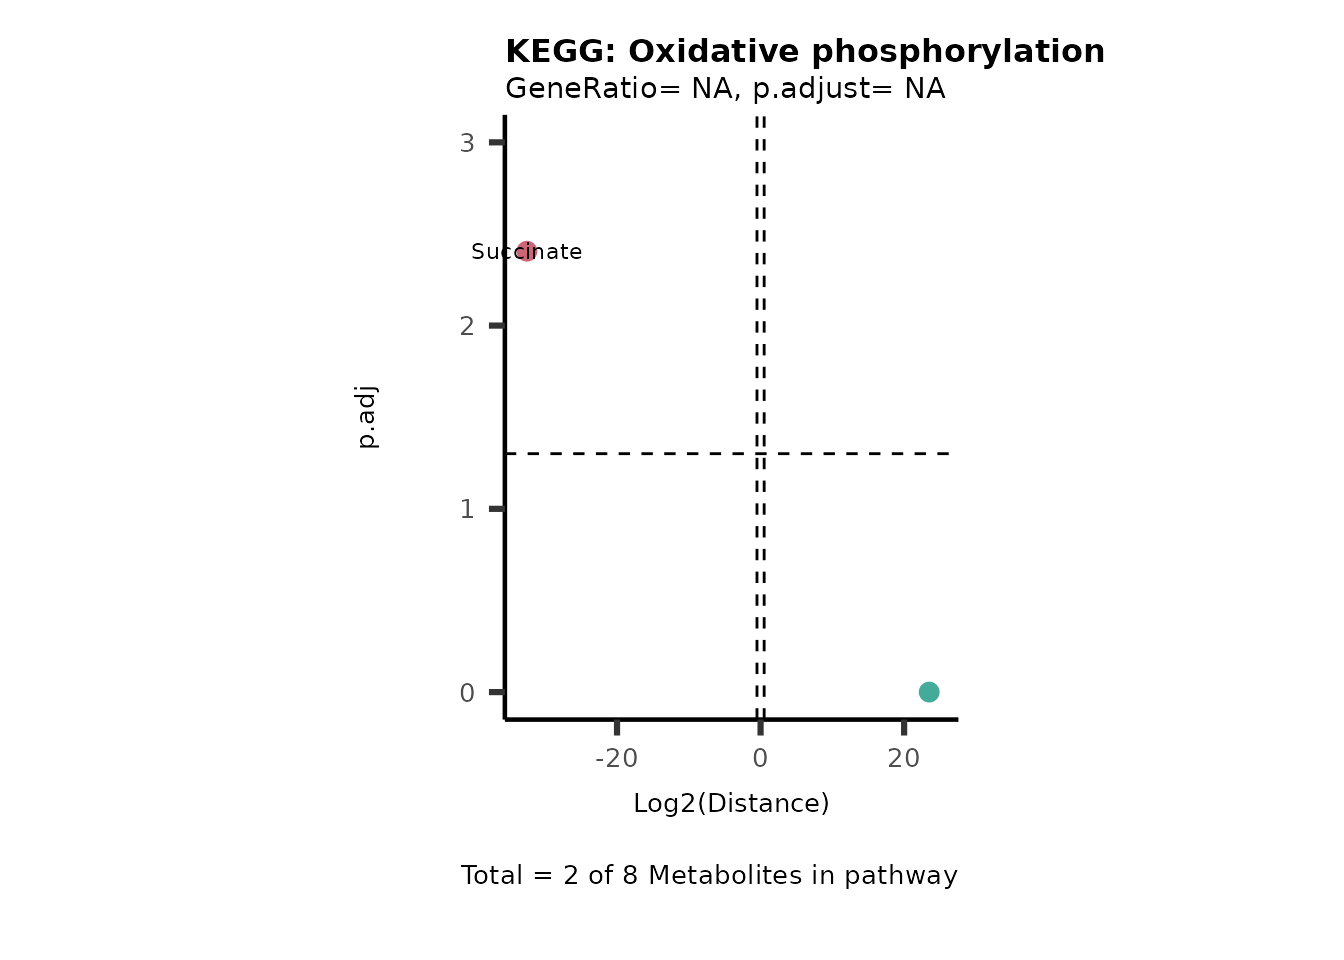 KEGG: Oxidative phosphorylation
GeneRatio= NA, p.adjust= NA
3
Succinate
2
p.adj
1
0
-20 0 20
Log2(Distance)
Total = 2 of 8 Metabolites in pathway